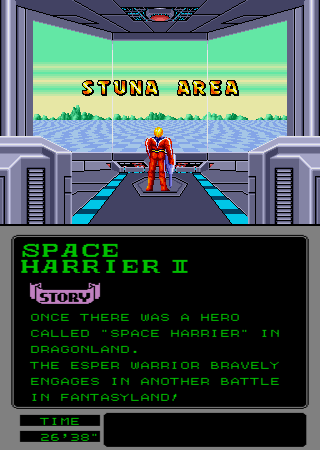 STUNA AREA
SPACE
HARRIER II
STORY
ONCE THERE WAS A HERO
CALLED "SPACE HARRIER" IN
DRAGONLAND.
THE ESPER WARRIOR BRAVELY
ENGAGES IN ANOTHER BATTLE
IN FANTASYLAND!
TIME
26'38"